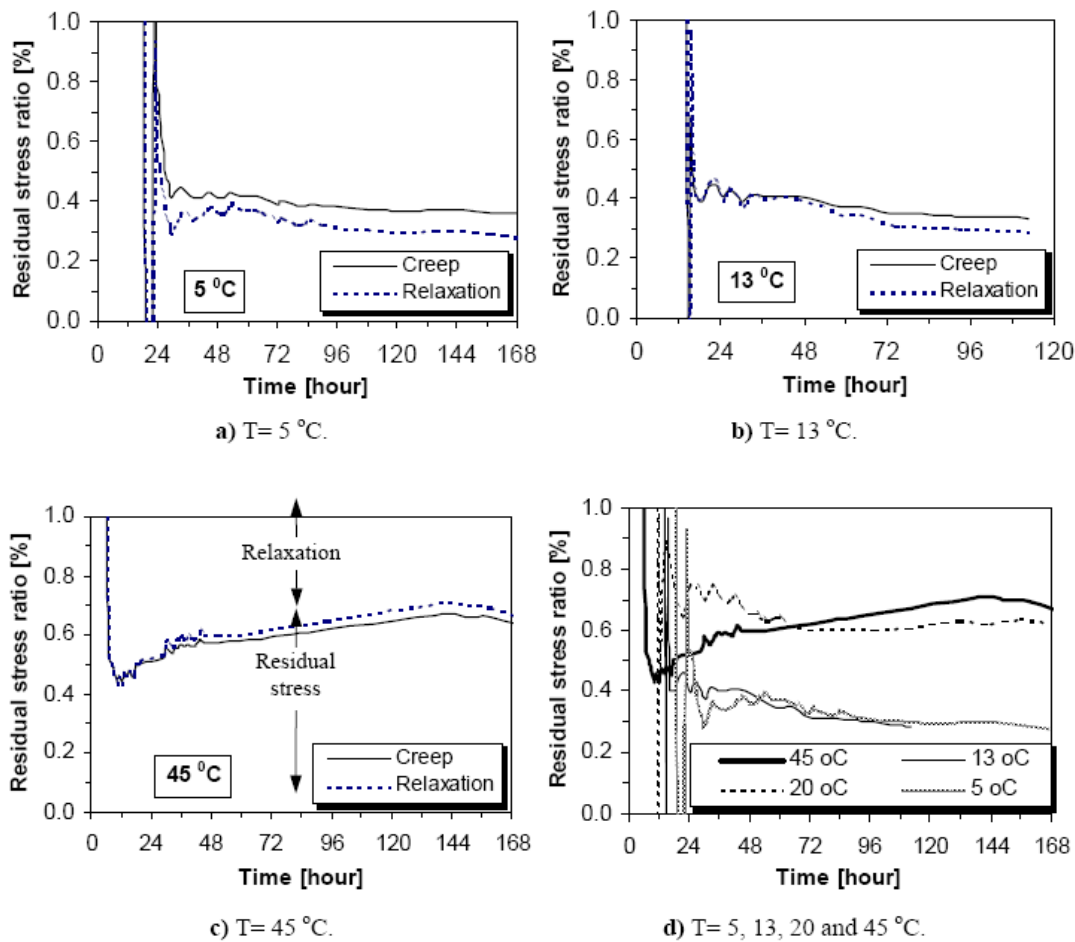 Residual stress ratio [%]
1.0
0.8
0.6
0.4
0.2
0.0
5 ⁰C
Creep
Relaxation
0 24 48 72 96 120 144 168
Time [hour]
a) T= 5 °C.
Residual stress ratio [%]
1.0
0.8
0.6
0.4
0.2
0.0
13 ⁰C
Creep
Relaxation
0 24 48 72 96 120
Time [hour]
b) T= 13 °C.
Residual stress ratio [%]
1.0
0.8
0.6
0.4
0.2
0.0
Relaxation
Residual
stress
45 ⁰C
Creep
Relaxation
0 24 48 72 96 120 144 168
Time [hour]
c) T= 45 °C.
Residual stress ratio [%]
1.0
0.8
0.6
0.4
0.2
0.0
45 oC 13 oC
20 oC 5 oC
0 24 48 72 96 120 144 168
Time [hour]
d) T= 5, 13, 20 and 45 °C.